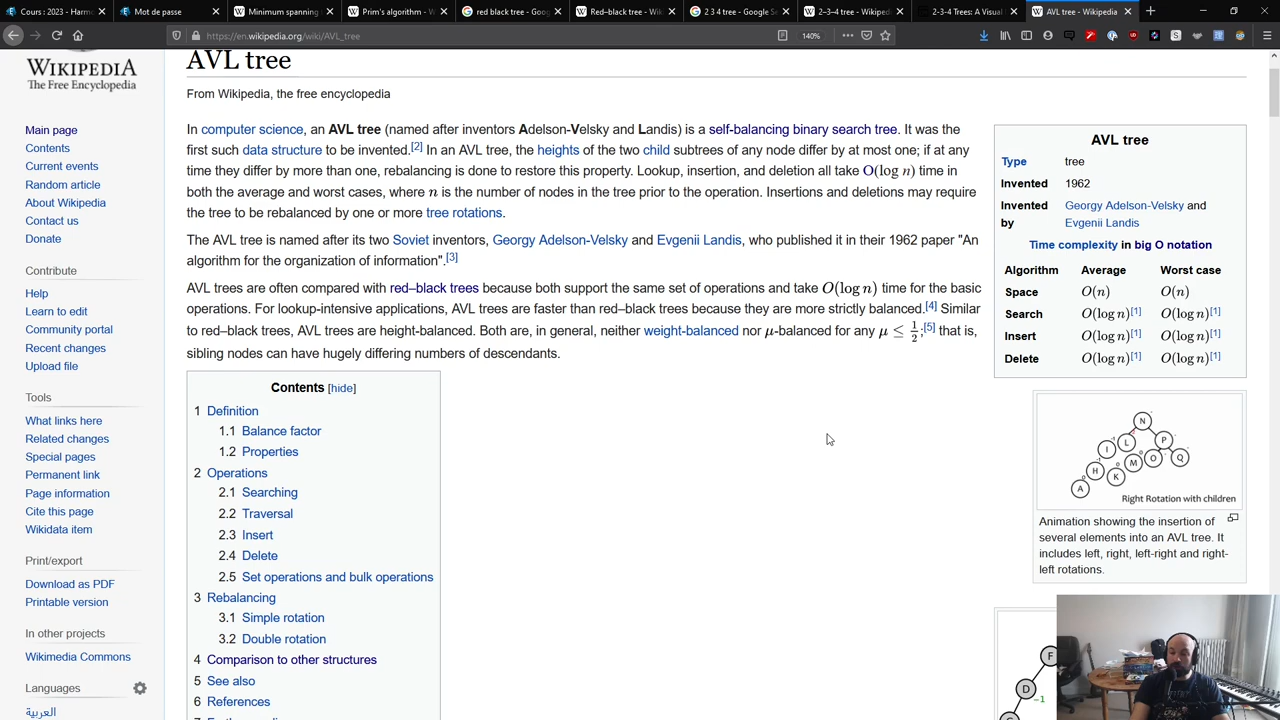 Cours : 2023 - Harmo
Mot de passe
Minimum spanning
Prim's algorithm - W
red black tree - Goog
Red–black tree - Wik
2 3 4 tree - Google Se
2–3–4 tree - Wikiped
2-3-4 Trees: A Visual
AVL tree - Wikipedia
https://en.wikipedia.org/wiki/AVL_tree
140%
WIKIPEDIA
The Free Encyclopedia
Main page
Contents
Current events
Random article
About Wikipedia
Contact us
Donate
Contribute
Help
Learn to edit
Community portal
Recent changes
Upload file
Tools
What links here
Related changes
Special pages
Permanent link
Page information
Cite this page
Wikidata item
Print/export
Download as PDF
Printable version
In other projects
Wikimedia Commons
Languages
العربية
AVL tree
From Wikipedia, the free encyclopedia
In computer science, an AVL tree (named after inventors Adelson-Velsky and Landis) is a self-balancing binary search tree. It was the
first such data structure to be invented.[2] In an AVL tree, the heights of the two child subtrees of any node differ by at most one; if at any
time they differ by more than one, rebalancing is done to restore this property. Lookup, insertion, and deletion all take O(log n) time in
both the average and worst cases, where n is the number of nodes in the tree prior to the operation. Insertions and deletions may require
the tree to be rebalanced by one or more tree rotations.
The AVL tree is named after its two Soviet inventors, Georgy Adelson-Velsky and Evgenii Landis, who published it in their 1962 paper "An
algorithm for the organization of information".[3]
AVL trees are often compared with red–black trees because both support the same set of operations and take O(log n) time for the basic
operations. For lookup-intensive applications, AVL trees are faster than red–black trees because they are more strictly balanced.[4] Similar
to red–black trees, AVL trees are height-balanced. Both are, in general, neither weight-balanced nor μ-balanced for any μ ≤ 1/2;[5] that is,
sibling nodes can have hugely differing numbers of descendants.
Contents [hide]
1 Definition
1.1 Balance factor
1.2 Properties
2 Operations
2.1 Searching
2.2 Traversal
2.3 Insert
2.4 Delete
2.5 Set operations and bulk operations
3 Rebalancing
3.1 Simple rotation
3.2 Double rotation
4 Comparison to other structures
5 See also
6 References
AVL tree
Type tree
Invented 1962
Invented by Georgy Adelson-Velsky and
Evgenii Landis
Time complexity in big O notation
Algorithm Average Worst case
Space O(n) O(n)
Search O(log n)[1] O(log n)[1]
Insert O(log n)[1] O(log n)[1]
Delete O(log n)[1] O(log n)[1]
N
L P
I M O Q
H K
A
Right Rotation with children
Animation showing the insertion of
several elements into an AVL tree. It
includes left, right, left-right and right-
left rotations.
F
D
-1